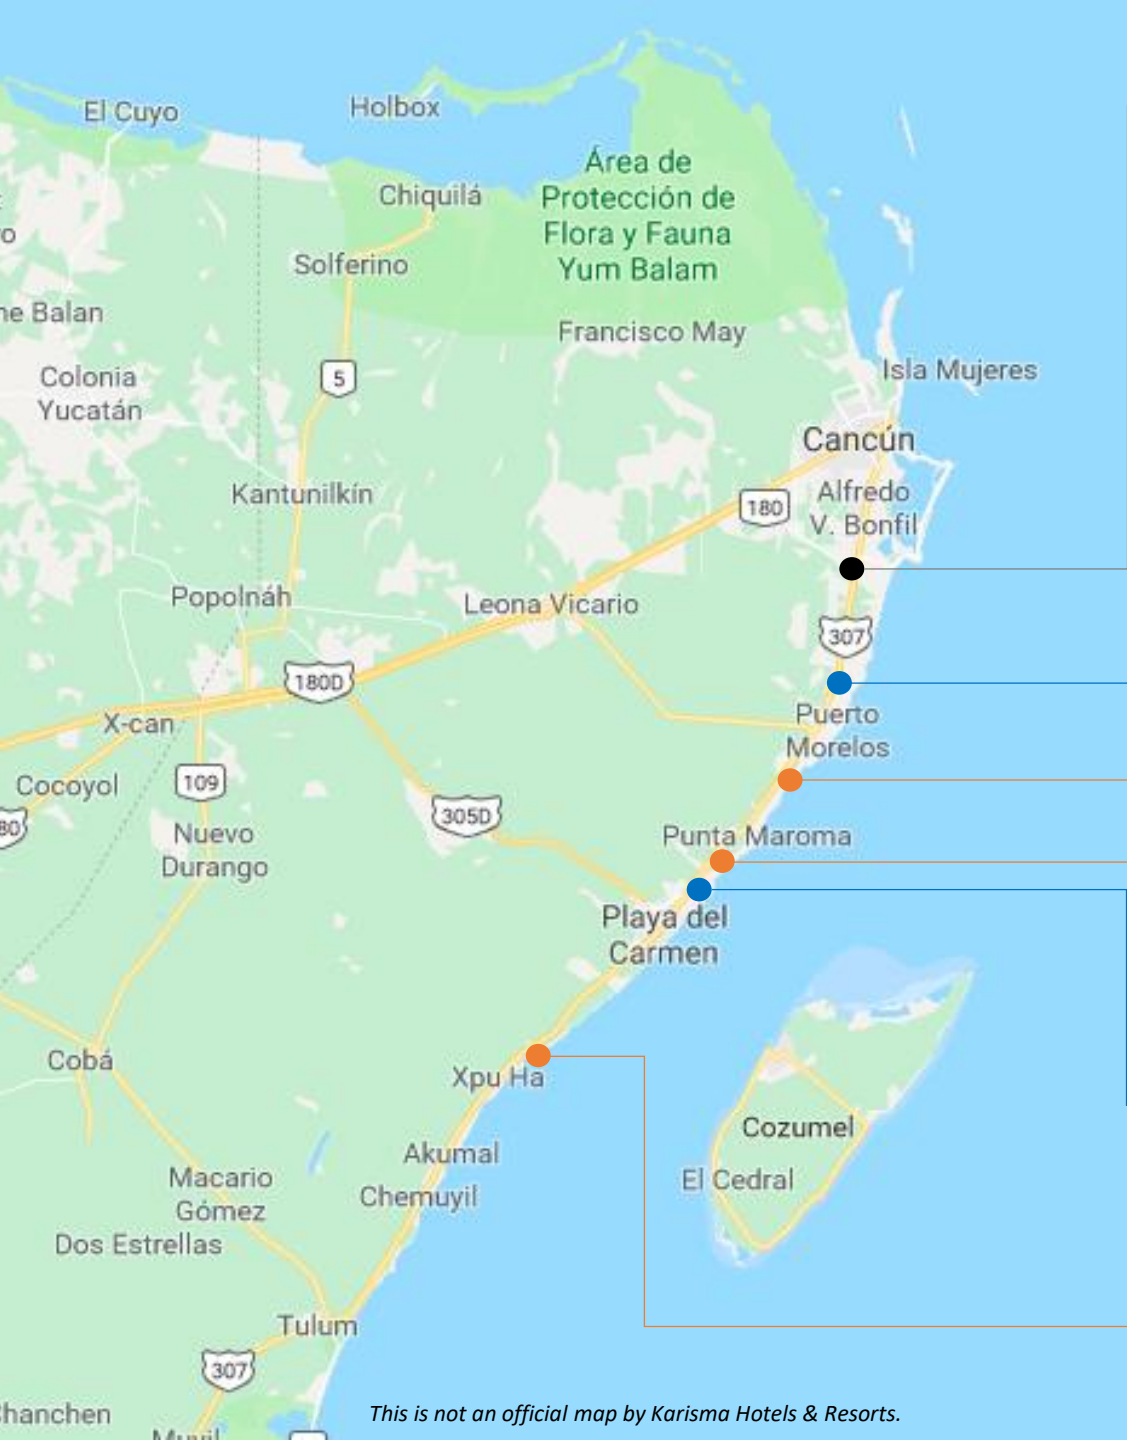 El Cuyo
Holbox
Área de
Protección de
Flora y Fauna
Yum Balam
Chiquilá
Solferino
Francisco May
Colonia
Yucatán
5
Isla Mujeres
Cancún
Kantunilkín
180
Alfredo
V. Bonfil
Popolnáh
Leona Vicario
307
180D
X-can
Puerto
Morelos
Cocoyol
109
305D
Nuevo
Durango
Punta Maroma
Playa del
Carmen
Cobá
Xpu Ha
Cozumel
Akumal
El Cedral
Macario
Gómez
Chemuyil
Dos Estrellas
Tulum
307
This is not an official map by Karisma Hotels & Resorts.